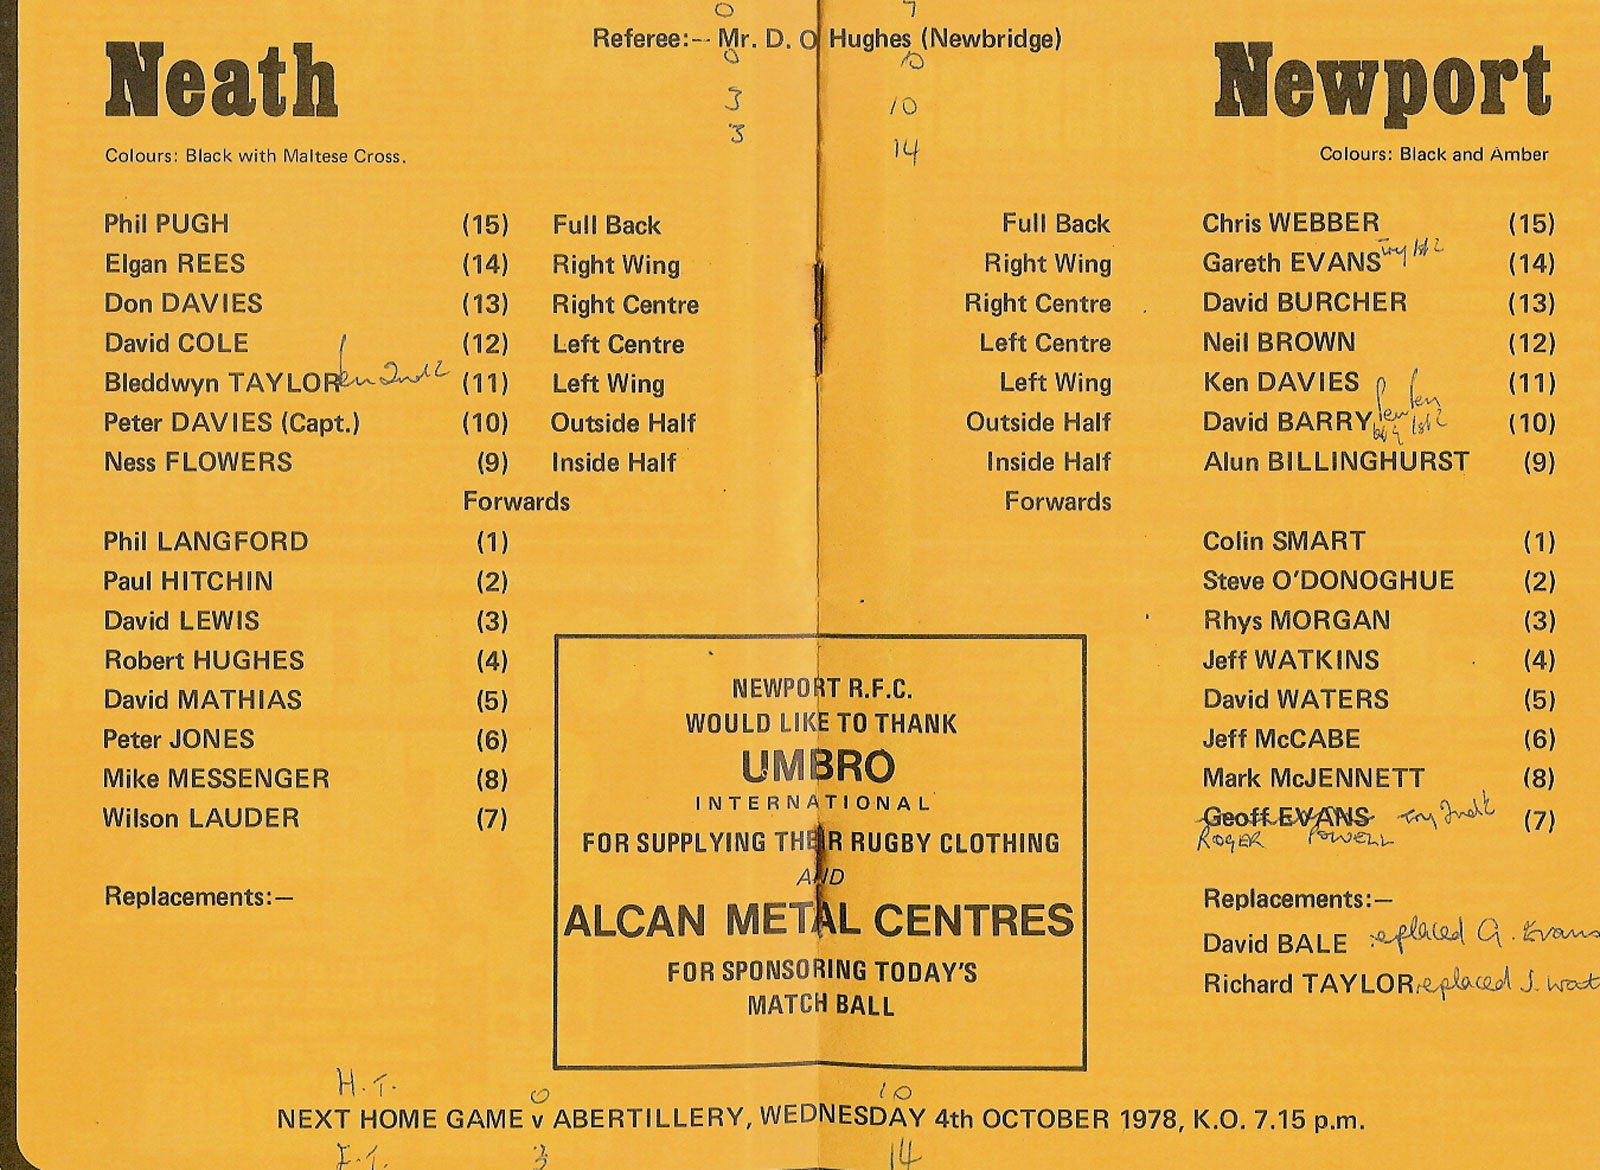 0 7
Referee:— Mr. D. O Hughes (Newbridge)
0 10
Neath Newport
3 10
3 14
Colours: Black with Maltese Cross. Colours: Black and Amber
Phil PUGH (15) Full Back Full Back Chris WEBBER (15)
Elgan REES (14) Right Wing Right Wing Gareth EVANS Try 1st ½ (14)
Don DAVIES (13) Right Centre Right Centre David BURCHER (13)
David COLE (12) Left Centre Left Centre Neil BROWN (12)
Bleddwyn TAYLOR pen 2nd ½ (11) Left Wing Left Wing Ken DAVIES (11)
Peter DAVIES (Capt.) (10) Outside Half Outside Half David BARRY pen pen 1st ½ (10)
Ness FLOWERS (9) Inside Half Inside Half Alun BILLINGHURST (9)
Forwards Forwards
Phil LANGFORD (1) Colin SMART (1)
Paul HITCHIN (2) Steve O'DONOGHUE (2)
David LEWIS (3) Rhys MORGAN (3)
Robert HUGHES (4) Jeff WATKINS (4)
David MATHIAS (5) David WATERS (5)
Peter JONES (6) Jeff McCABE (6)
Mike MESSENGER (8) Mark McJENNETT (8)
Wilson LAUDER (7) Geoff EVANS Try 2nd ½ (7)
ROGER POWELL
Replacements:— Replacements:—
David BALE replaced G. Evans
Richard TAYLOR replaced J. Wat
NEWPORT R.F.C.
WOULD LIKE TO THANK
UMBRO
INTERNATIONAL
FOR SUPPLYING THEIR RUGBY CLOTHING
AND
ALCAN METAL CENTRES
FOR SPONSORING TODAY'S
MATCH BALL
H.T. 0 10
NEXT HOME GAME v ABERTILLERY, WEDNESDAY 4th OCTOBER 1978, K.O. 7.15 p.m.
F.T. 3 14